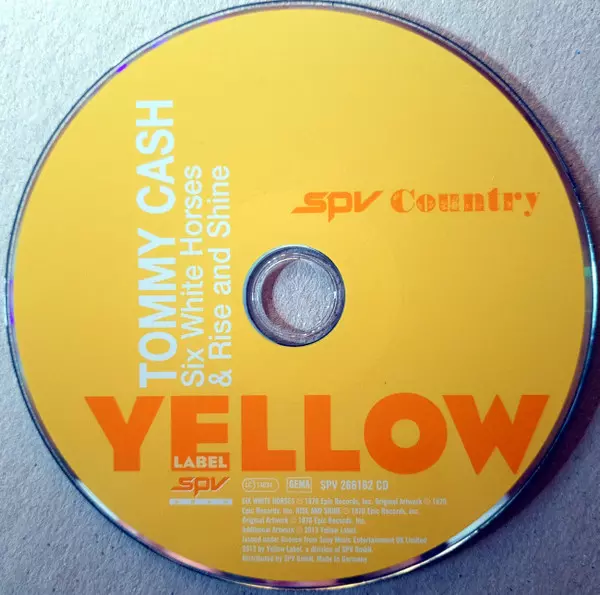 TOMMY CASH
Six White Horses
& Rise and Shine
SPV Country
YELLOW
LABEL
SPV
GEMA
SPV 286162 CD
SIX WHITE HORSES ℗ 1970 Epic Records, Inc. Original Artwork © 1970
Epic Records, Inc. RISE AND SHINE ℗ 1970 Epic Records, Inc.
Original Artwork © 1970 Epic Records, Inc.
Additional Artwork © 2013 Yellow Label.
Issued under licence from Sony Music Entertainment UK Limited
2013 by Yellow Label, a division of SPV GmbH
Distributed by SPV GmbH, Made in Germany